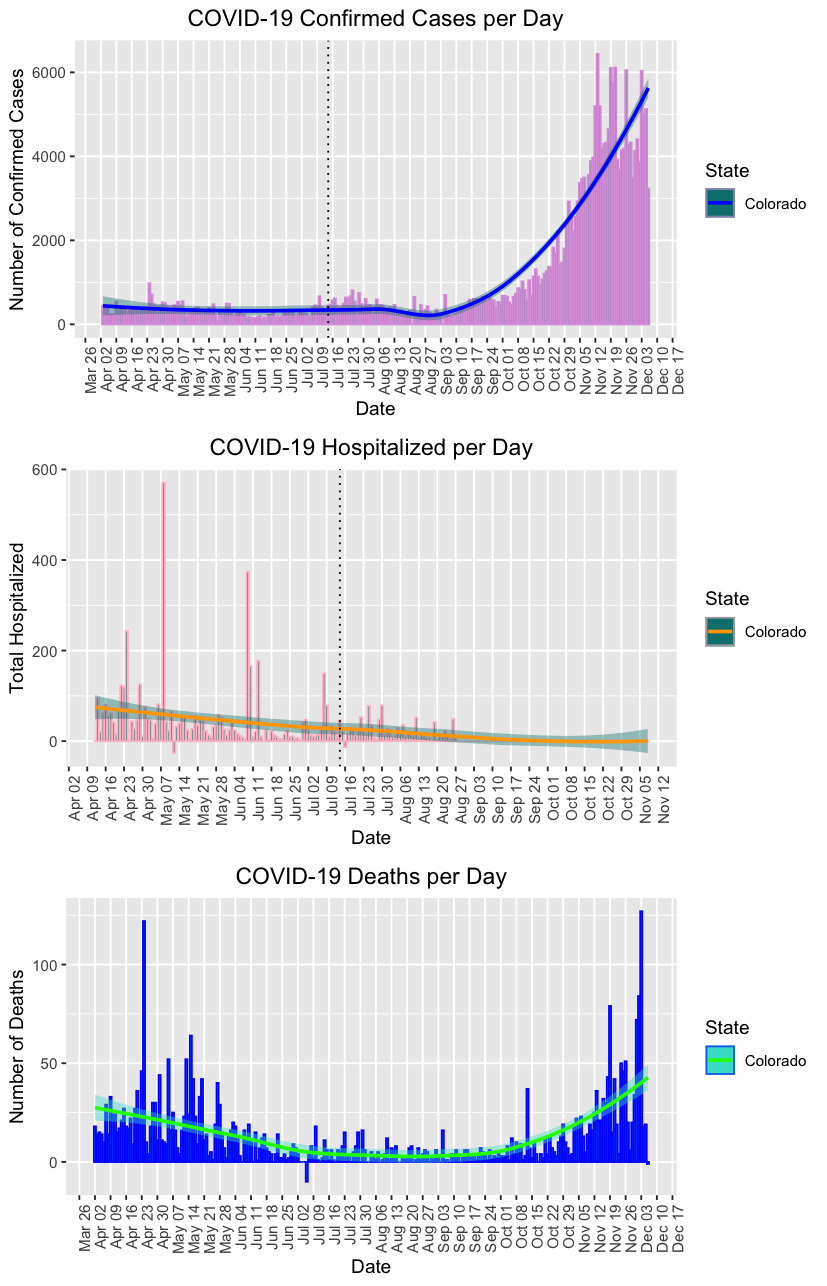 COVID-19 Confirmed Cases per Day
Number of Confirmed Cases
6000
4000
2000
0
Mar 26
Apr 02
Apr 09
Apr 16
Apr 23
Apr 30
May 07
May 14
May 21
May 28
Jun 04
Jun 11
Jun 18
Jun 25
Jul 02
Jul 09
Jul 16
Jul 23
Jul 30
Aug 06
Aug 13
Aug 20
Aug 27
Sep 03
Sep 10
Sep 17
Sep 24
Oct 01
Oct 08
Oct 15
Oct 22
Oct 29
Nov 05
Nov 12
Nov 19
Nov 26
Dec 03
Dec 10
Dec 17
Date
State
Colorado
COVID-19 Hospitalized per Day
Total Hospitalized
600
400
200
0
Apr 02
Apr 09
Apr 16
Apr 23
Apr 30
May 07
May 14
May 21
May 28
Jun 04
Jun 11
Jun 18
Jun 25
Jul 02
Jul 09
Jul 16
Jul 23
Jul 30
Aug 06
Aug 13
Aug 20
Aug 27
Sep 03
Sep 10
Sep 17
Sep 24
Oct 01
Oct 08
Oct 15
Oct 22
Oct 29
Nov 05
Nov 12
Date
State
Colorado
COVID-19 Deaths per Day
Number of Deaths
100
50
0
Mar 26
Apr 02
Apr 09
Apr 16
Apr 23
Apr 30
May 07
May 14
May 21
May 28
Jun 04
Jun 11
Jun 18
Jun 25
Jul 02
Jul 09
Jul 16
Jul 23
Jul 30
Aug 06
Aug 13
Aug 20
Aug 27
Sep 03
Sep 10
Sep 17
Sep 24
Oct 01
Oct 08
Oct 15
Oct 22
Oct 29
Nov 05
Nov 12
Nov 19
Nov 26
Dec 03
Dec 10
Dec 17
Date
State
Colorado